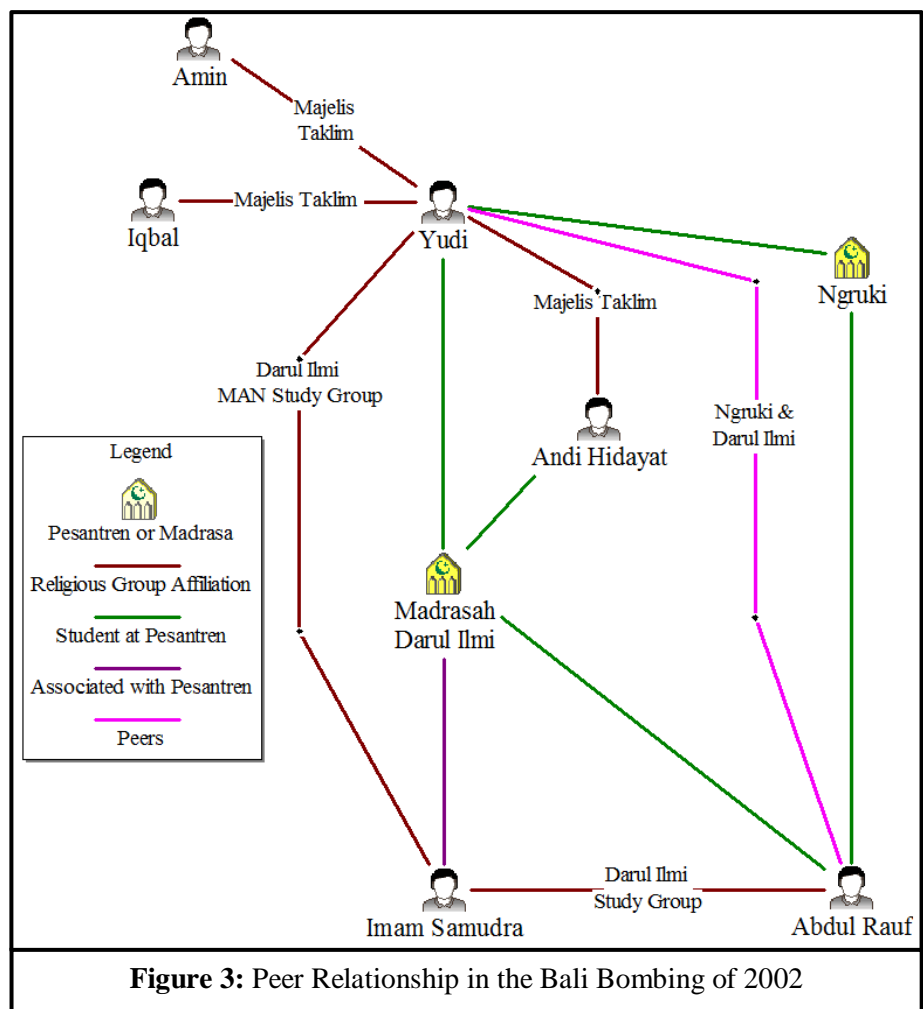 Amin
Majelis
Taklim
Majelis Taklim
Iqbal
Yudi
Ngruki
Majelis Taklim
Darul Ilmi
MAN Study Group
Ngruki &
Darul Ilmi
Andi Hidayat
Legend
Pesantren or Madrasa
Religious Group Affiliation
Student at Pesantren
Associated with Pesantren
Peers
Madrasah
Darul Ilmi
Darul Ilmi
Study Group
Imam Samudra
Abdul Rauf
Figure 3: Peer Relationship in the Bali Bombing of 2002